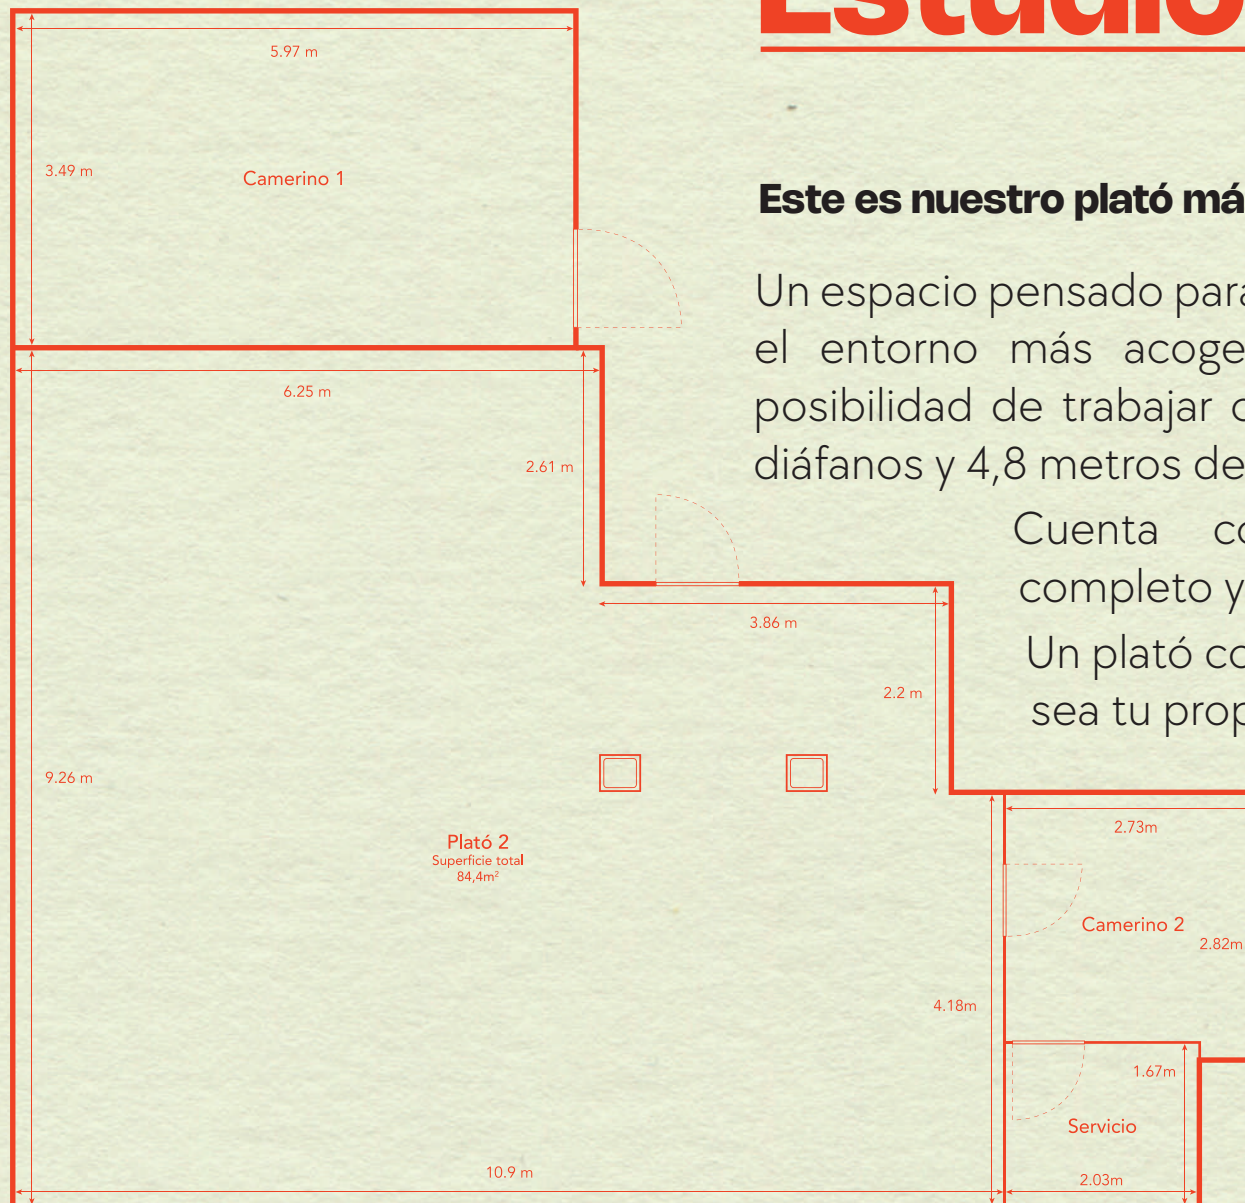 Estudio
5.97 m
3.49 m
Camerino 1
Este es nuestro plató má
Un espacio pensado para
el entorno más acoge
posibilidad de trabajar c
diáfanos y 4,8 metros de
Cuenta co
completo y
Un plató co
sea tu prop
6.25 m
2.61 m
3.86 m
2.2 m
9.26 m
Plató 2
Superficie total
84,4m²
2.73m
Camerino 2
2.82m
4.18m
1.67m
Servicio
10.9 m
2.03m